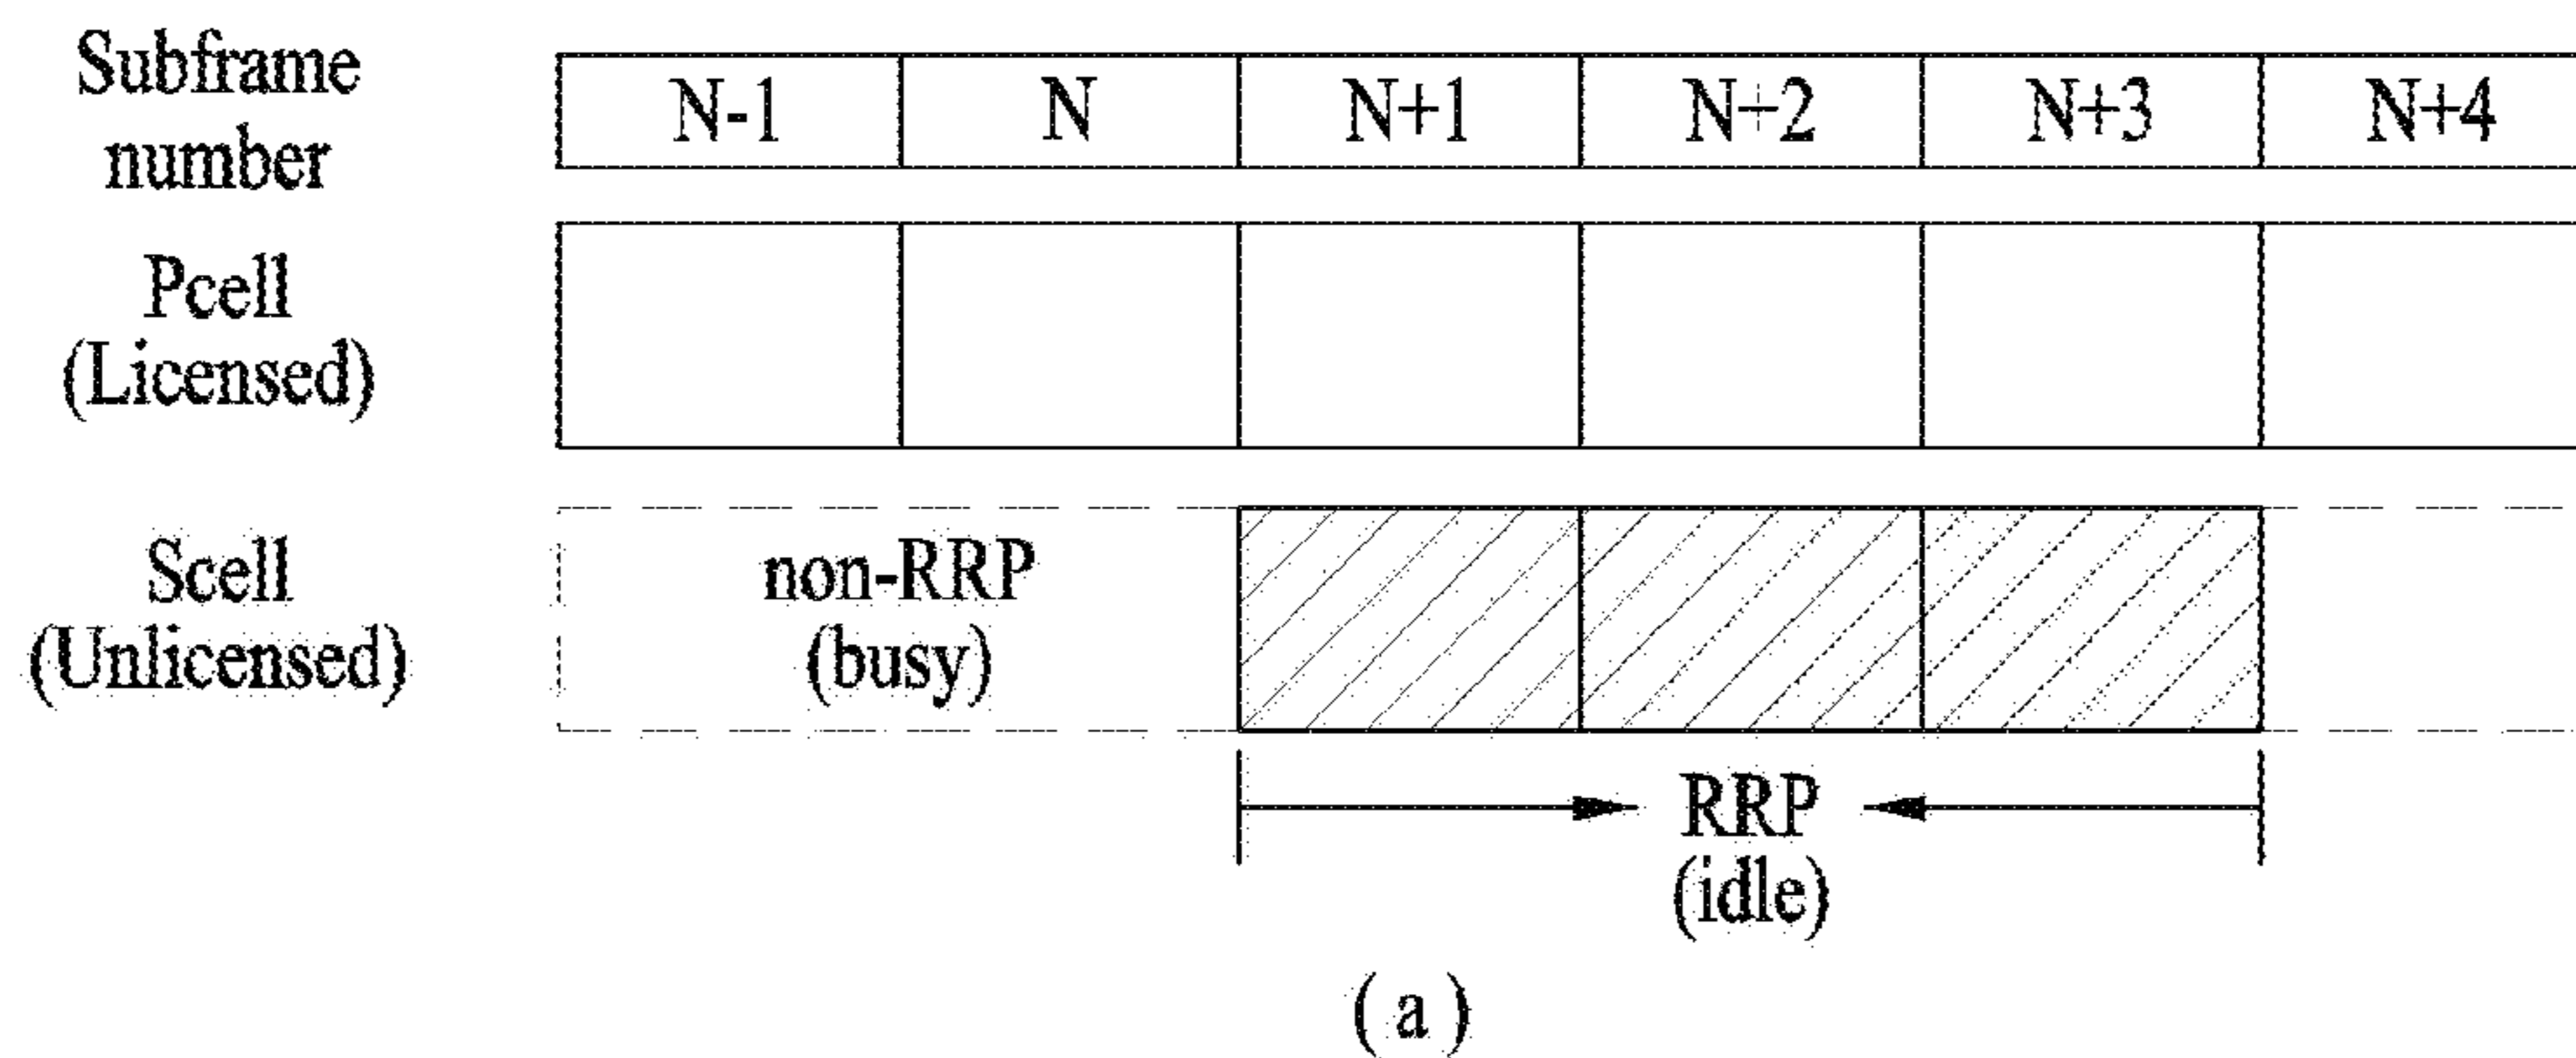 Subframe
number
N-1 N N+1 N+2 N+3 N+4
Pcell
(Licensed)
Scell
(Unlicensed)
non-RRP
(busy)
RRP
(idle)
( a )